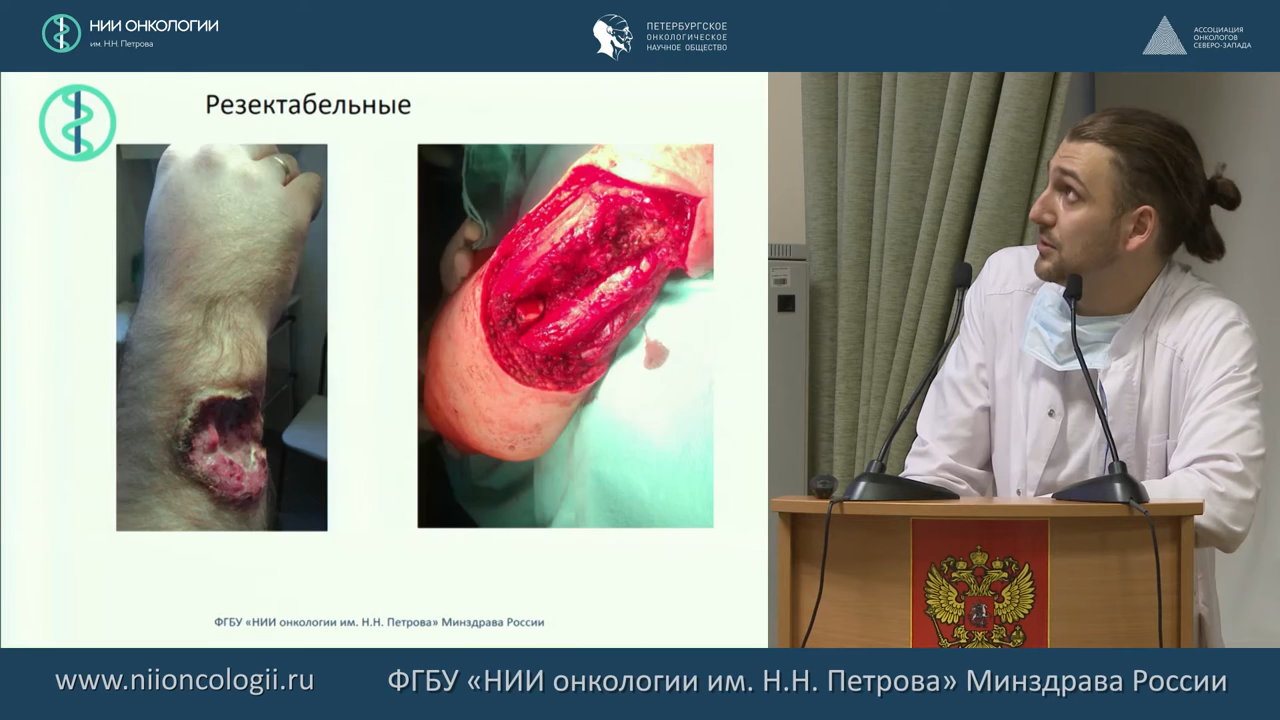 НИИ ОНКОЛОГИИ
им. Н.Н. Петрова
ПЕТЕРБУРГСКОЕ
ОНКОЛОГИЧЕСКОЕ
НАУЧНОЕ ОБЩЕСТВО
АССОЦИАЦИЯ
ОНКОЛОГОВ
СЕВЕРО-ЗАПАДА
Резектабельные
ФГБУ «НИИ онкологии им. Н.Н. Петрова» Минздрава России
www.niioncologii.ru
ФГБУ «НИИ онкологии им. Н.Н. Петрова» Минздрава России